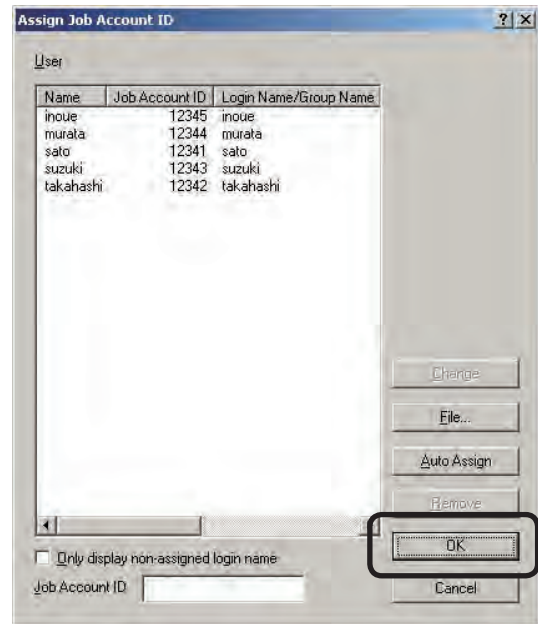 Assign Job Account ID
User
Name Job Account ID Login Name/Group Name
inoue 12345 inoue
murata 12344 murata
sato 12341 sato
suzuki 12343 suzuki
takahashi 12342 takahashi
Change
File...
Auto Assign
Remove
OK
Only display non-assigned login name
Job Account ID
Cancel